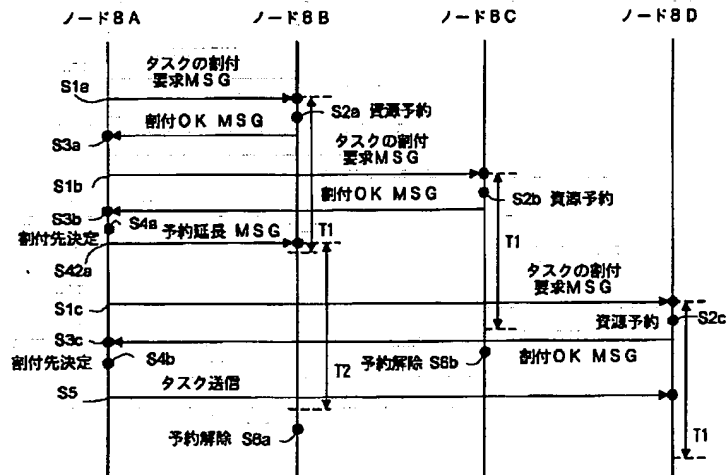 ノード8A
ノード8B
ノード8C
ノード8D
タスクの割付
要求MSG
S1a
S2a 資源予約
割付OK MSG
S3a
タスクの割付
要求MSG
S1b
S2b 資源予約
割付OK MSG
S3b
S4a
割付先決定
予約延長 MSG
T1
T1
S42a
タスクの割付
要求MSG
S1c
資源予約
S2c
S3c
割付OK MSG
割付先決定
S4b
T2
予約解除 S6b
S5
タスク送信
T1
予約解除 S6a